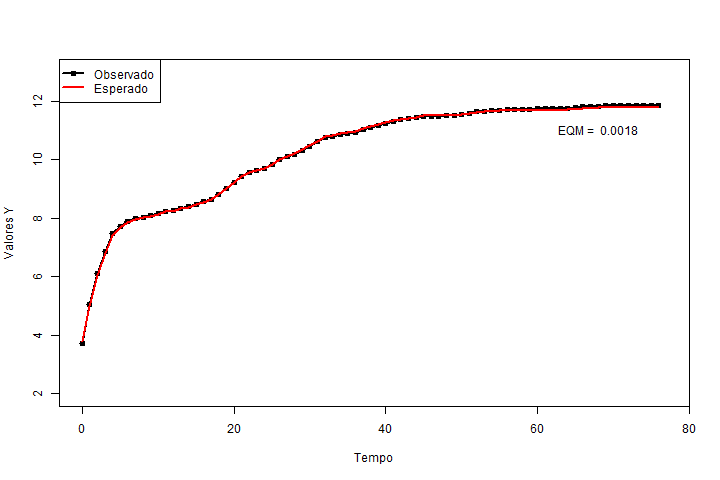 Observado
Esperado
EQM = 0.0018
Valores Y
12
10
8
6
4
2
0
20
40
60
80
Tempo